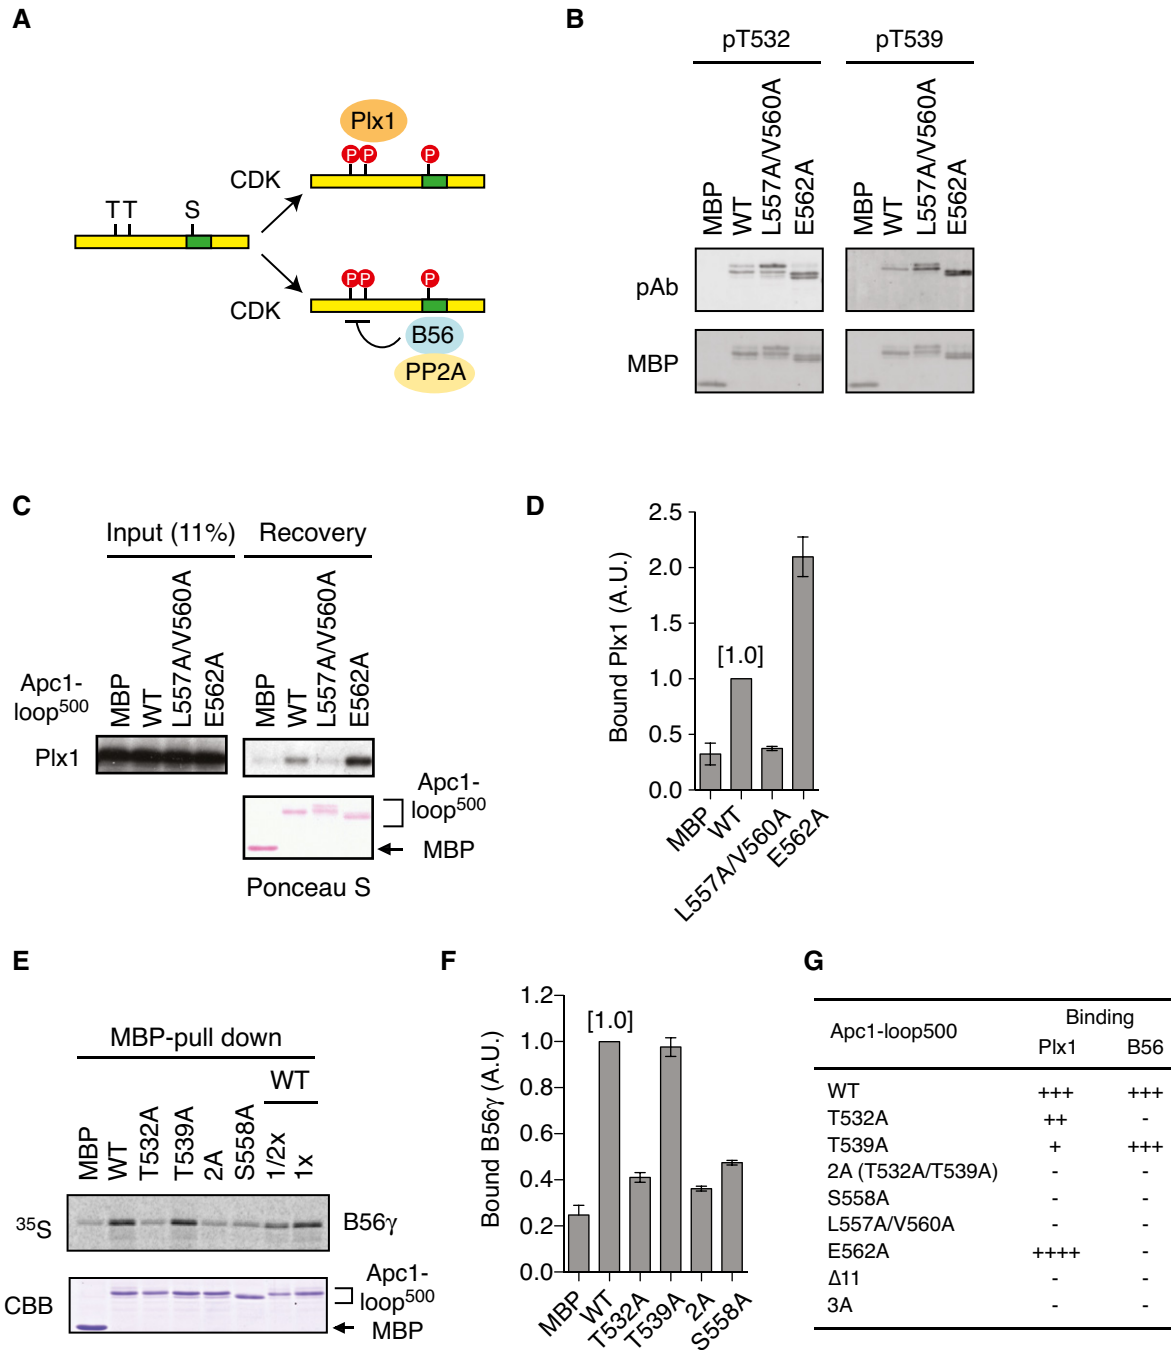 A
Plx1
P P P
CDK
T T S
P P P
CDK
B56
PP2A
B
pT532 pT539
MBP WT L557A/V560A E562A MBP WT L557A/V560A E562A
pAb
MBP
C
Input (11%) Recovery
Apc1-loop500
MBP WT L557A/V560A E562A MBP WT L557A/V560A E562A
Plx1
Apc1-loop500
MBP
Ponceau S
D
Bound Plx1 (A.U.)
2.5
2.0
1.5
1.0
0.5
0.0
[1.0]
MBP WT L557A/V560A E562A
E
MBP-pull down
WT
MBP WT T532A T539A 2A S558A 1/2x 1x
35S B56γ
CBB
Apc1-loop500
MBP
F
Bound B56γ (A.U.)
1.2
1.0
0.8
0.6
0.4
0.2
0.0
[1.0]
MBP WT T532A T539A 2A S558A
G
Apc1-loop500 Binding
Plx1 B56
WT +++ +++
T532A ++ -
T539A + +++
2A (T532A/T539A) - -
S558A - -
L557A/V560A - -
E562A ++++ -
Δ11 - -
3A - -